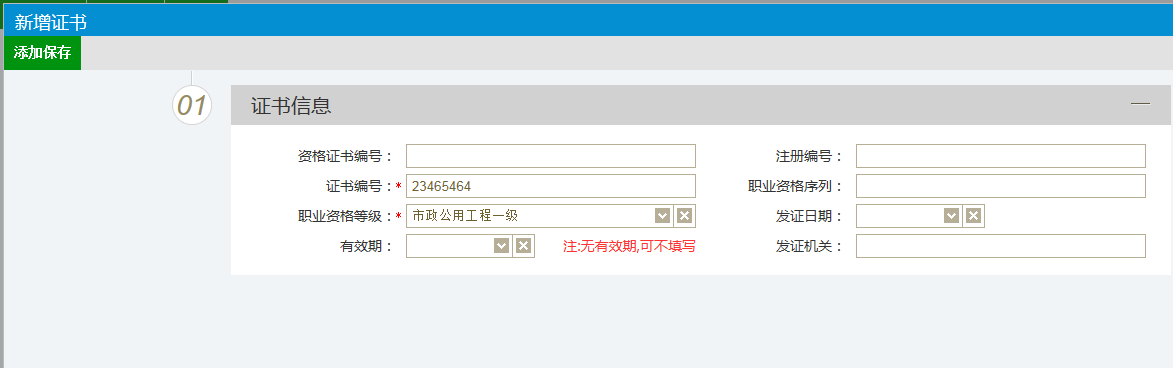 新增证书
添加保存
01
证书信息
资格证书编号：
注册编号：
证书编号：* 23465464
职业资格序列：
职业资格等级：* 市政公用工程一级
发证日期：
有效期： 注:无有效期,可不填写
发证机关：